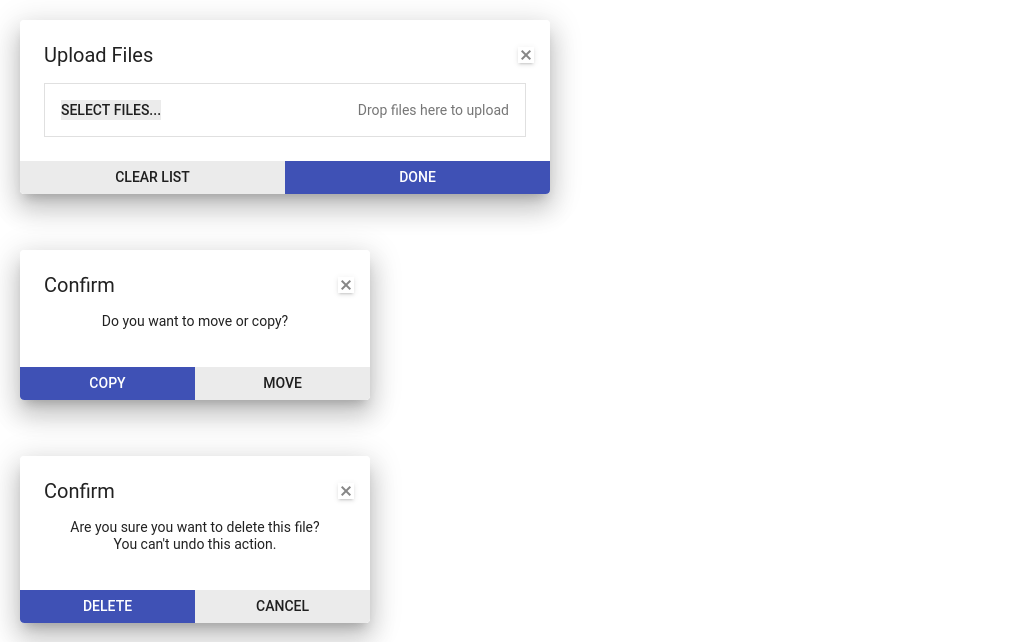 Upload Files
SELECT FILES... Drop files here to upload
CLEAR LIST DONE
Confirm
Do you want to move or copy?
COPY MOVE
Confirm
Are you sure you want to delete this file?
You can't undo this action.
DELETE CANCEL